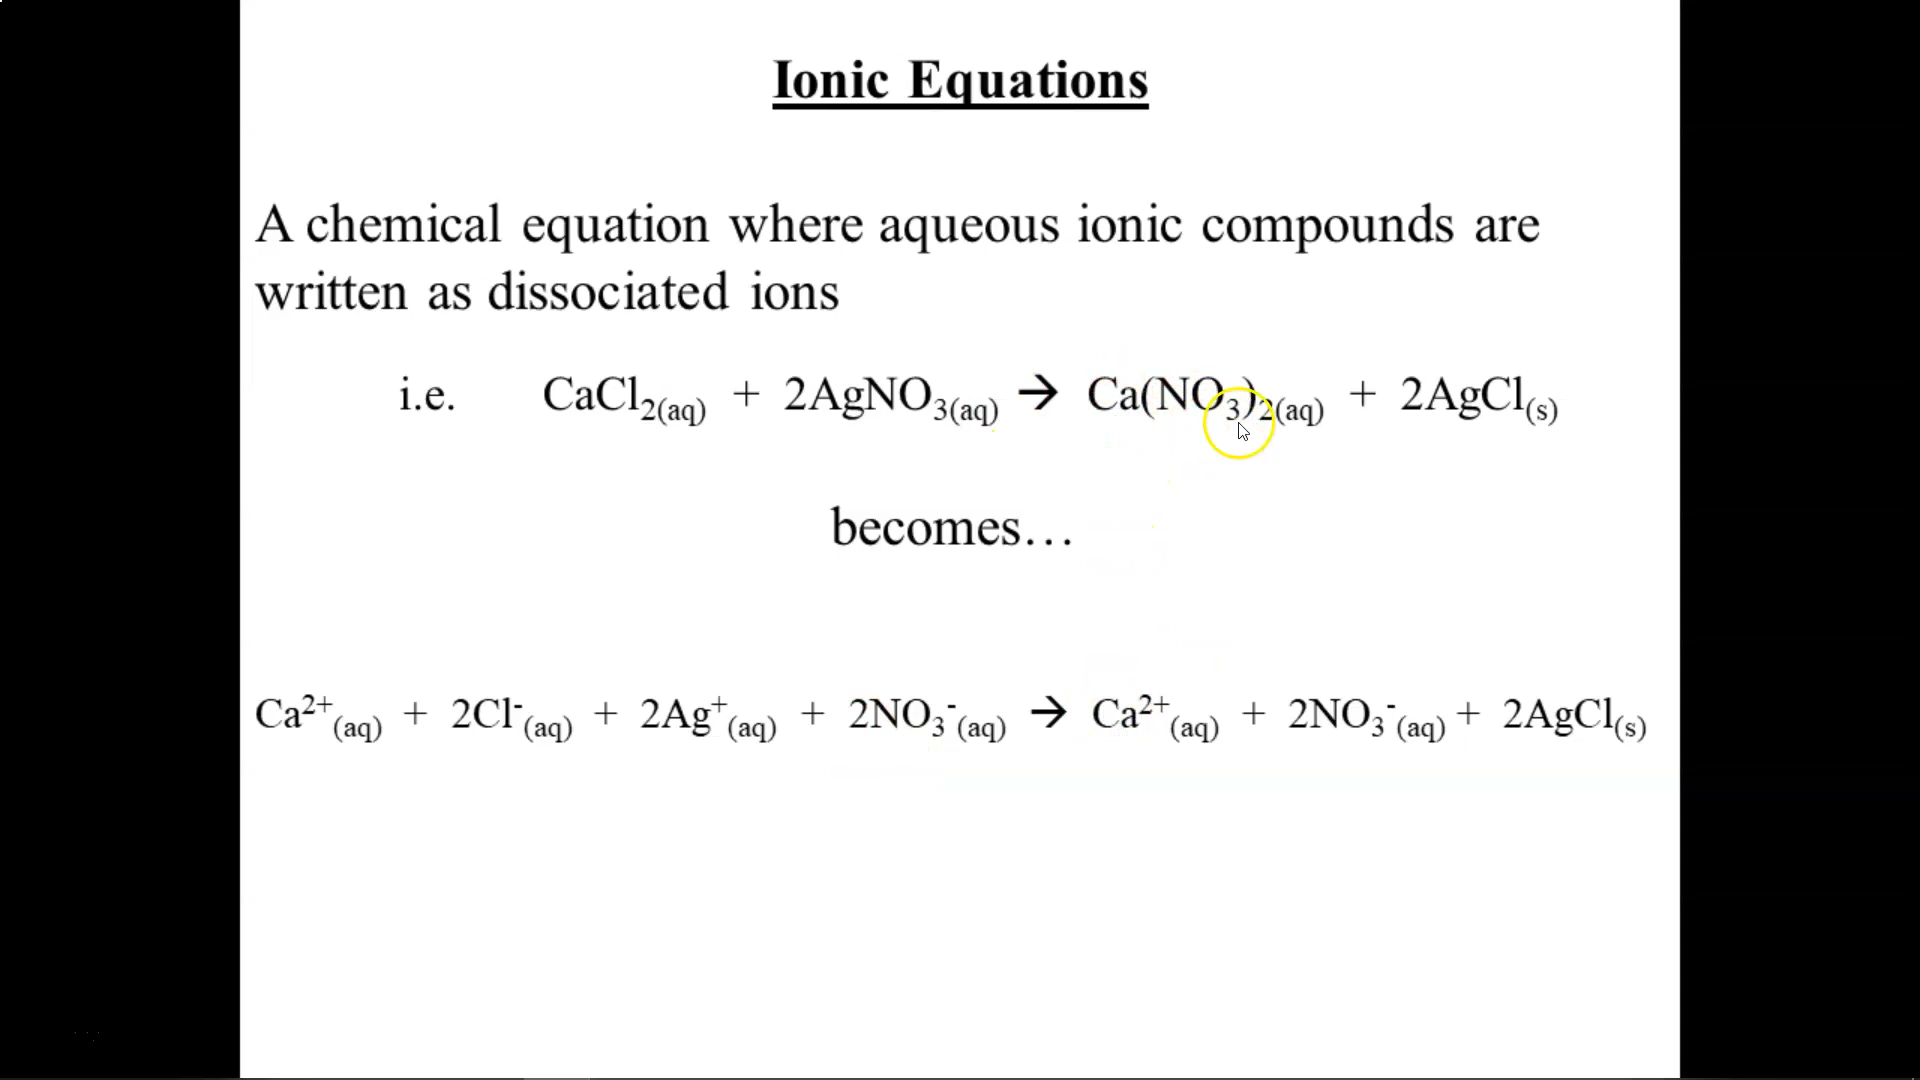 Ionic Equations
A chemical equation where aqueous ionic compounds are
written as dissociated ions
i.e. CaCl₂₍aq₎ + 2AgNO₃₍aq₎ → Ca(NO₃)₂₍aq₎ + 2AgCl₍s₎
becomes…
Ca²⁺₍aq₎ + 2Cl⁻₍aq₎ + 2Ag⁺₍aq₎ + 2NO₃⁻₍aq₎ → Ca²⁺₍aq₎ + 2NO₃⁻₍aq₎ + 2AgCl₍s₎